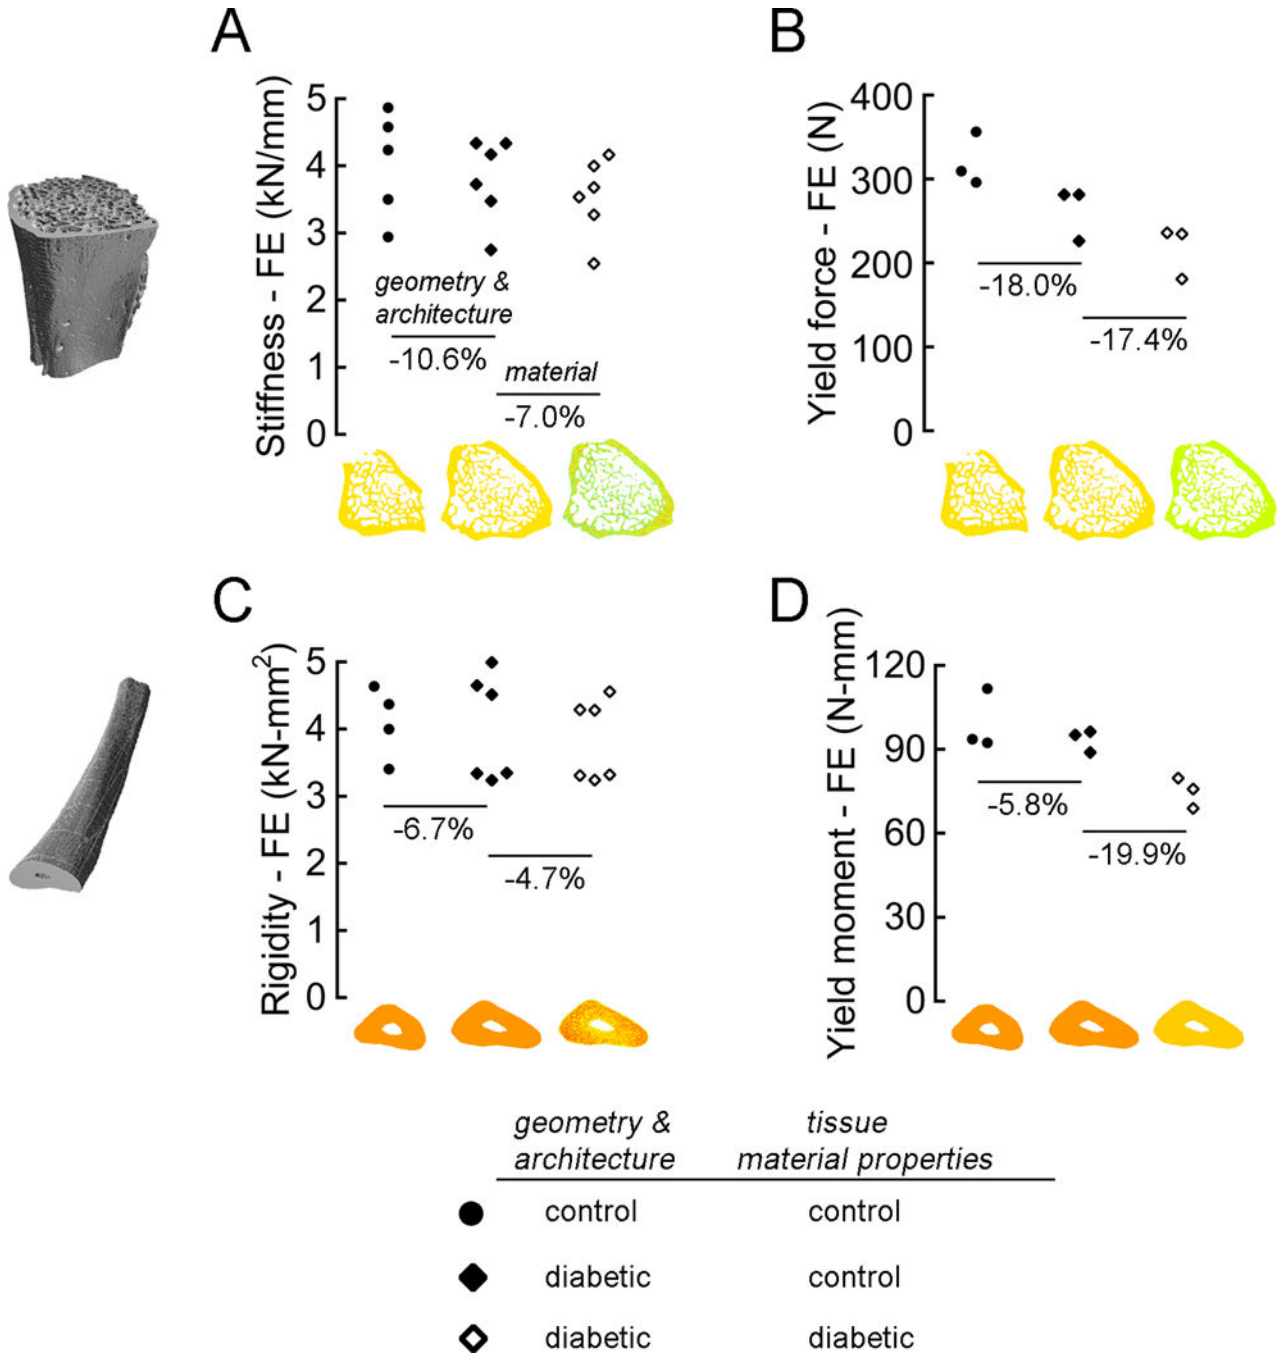 A
Stiffness - FE (kN/mm)
5
4
3
2
1
0
geometry &
architecture
-10.6%
material
-7.0%
B
Yield force - FE (N)
400
300
200
100
0
-18.0%
-17.4%
C
Rigidity - FE (kN-mm²)
5
4
3
2
1
0
-6.7%
-4.7%
D
Yield moment - FE (N-mm)
120
90
60
30
0
-5.8%
-19.9%
geometry & tissue
architecture material properties
control control
diabetic control
diabetic diabetic